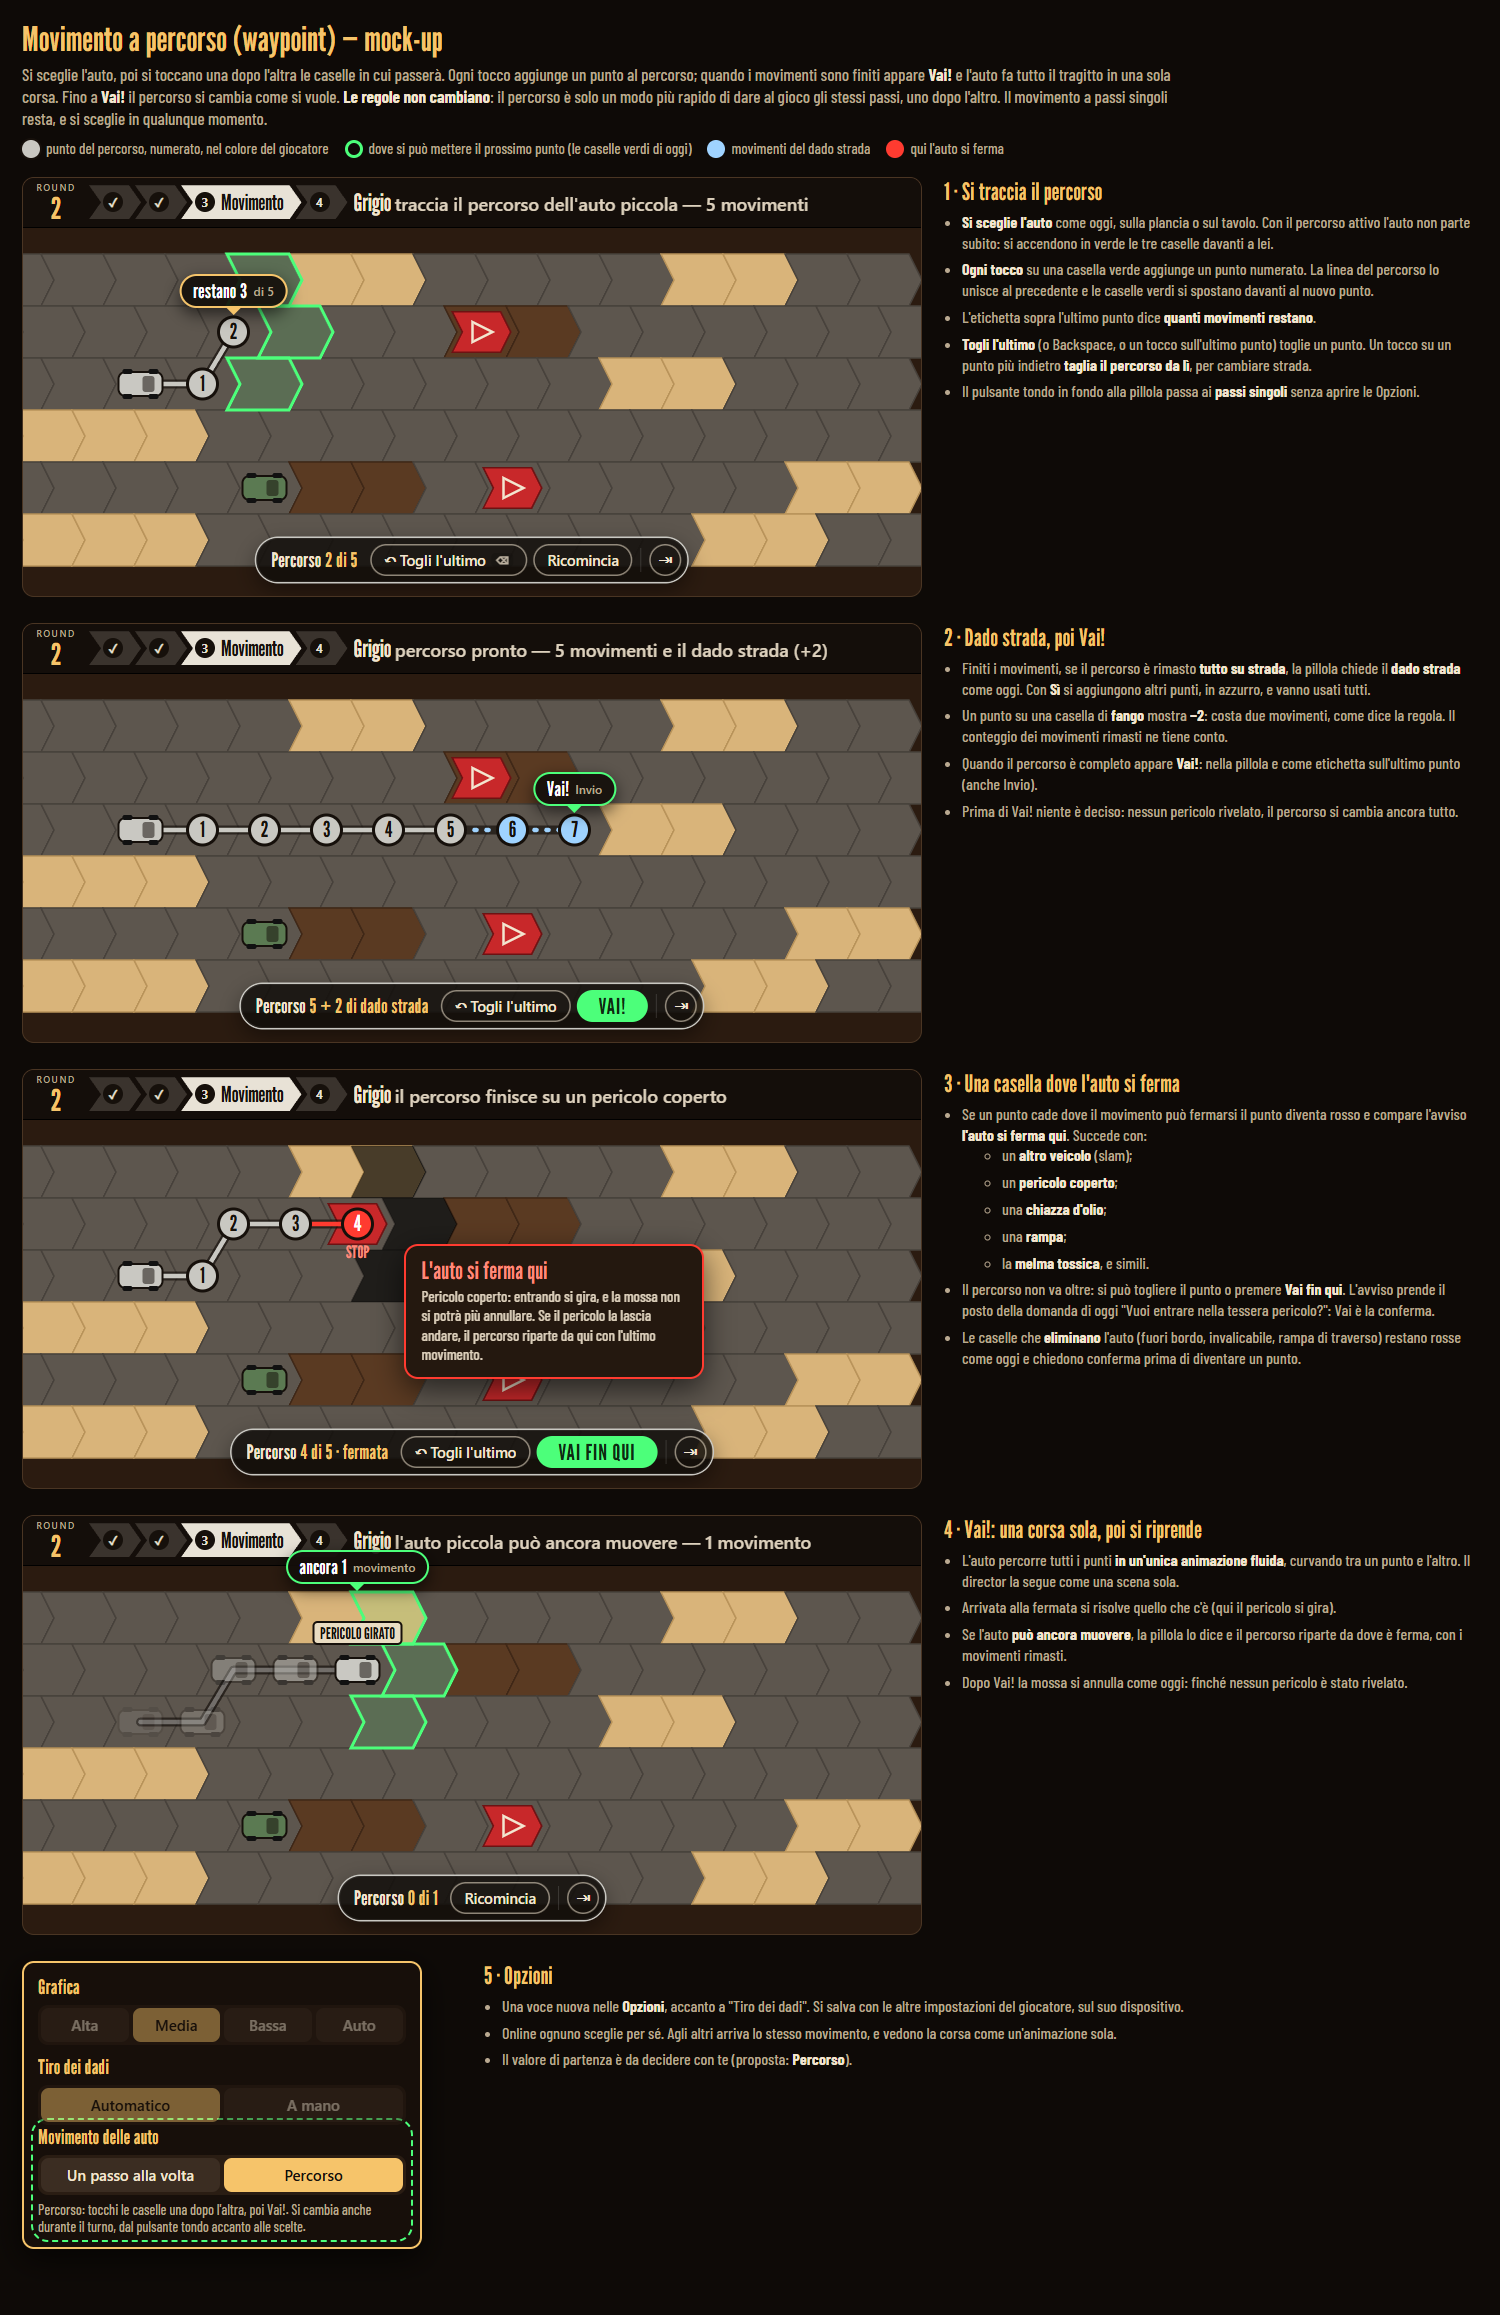 Movimento a percorso (waypoint) — mock-up
Si sceglie l'auto, poi si toccano una dopo l'altra le caselle in cui passerà. Ogni tocco aggiunge un punto al percorso; quando i movimenti sono finiti appare Vai! e l'auto fa tutto il tragitto in una sola
corsa. Fino a Vai! il percorso si cambia come si vuole. Le regole non cambiano: il percorso è solo un modo più rapido di dare al gioco gli stessi passi, uno dopo l'altro. Il movimento a passi singoli
resta, e si sceglie in qualunque momento.
punto del percorso, numerato, nel colore del giocatore
dove si può mettere il prossimo punto (le caselle verdi di oggi)
movimenti del dado strada
qui l'auto si ferma
ROUND
2
✓
✓
3 Movimento
4
Grigio traccia il percorso dell'auto piccola — 5 movimenti
restano 3 di 5
2
1
Percorso 2 di 5
↶ Togli l'ultimo ⌫
Ricomincia
⇥
1 · Si traccia il percorso
• Si sceglie l'auto come oggi, sulla plancia o sul tavolo. Con il percorso attivo l'auto non parte
subito: si accendono in verde le tre caselle davanti a lei.
• Ogni tocco su una casella verde aggiunge un punto numerato. La linea del percorso lo
unisce al precedente e le caselle verdi si spostano davanti al nuovo punto.
• L'etichetta sopra l'ultimo punto dice quanti movimenti restano.
• Togli l'ultimo (o Backspace, o un tocco sull'ultimo punto) toglie un punto. Un tocco su un
punto più indietro taglia il percorso da lì, per cambiare strada.
• Il pulsante tondo in fondo alla pillola passa ai passi singoli senza aprire le Opzioni.
ROUND
2
✓
✓
3 Movimento
4
Grigio percorso pronto — 5 movimenti e il dado strada (+2)
Vai! Invio
1 2 3 4 5 6 7
Percorso 5 + 2 di dado strada
↶ Togli l'ultimo
VAI!
⇥
2 · Dado strada, poi Vai!
• Finiti i movimenti, se il percorso è rimasto tutto su strada, la pillola chiede il dado strada
come oggi. Con Sì si aggiungono altri punti, in azzurro, e vanno usati tutti.
• Un punto su una casella di fango mostra −2: costa due movimenti, come dice la regola. Il
conteggio dei movimenti rimasti ne tiene conto.
• Quando il percorso è completo appare Vai!: nella pillola e come etichetta sull'ultimo punto
(anche Invio).
• Prima di Vai! niente è deciso: nessun pericolo rivelato, il percorso si cambia ancora tutto.
ROUND
2
✓
✓
3 Movimento
4
Grigio il percorso finisce su un pericolo coperto
2 3 4
STOP
1
L'auto si ferma qui
Pericolo coperto: entrando si gira, e la mossa non
si potrà più annullare. Se il pericolo la lascia
andare, il percorso riparte da qui con l'ultimo
movimento.
Percorso 4 di 5 · fermata
↶ Togli l'ultimo
VAI FIN QUI
⇥
3 · Una casella dove l'auto si ferma
• Se un punto cade dove il movimento può fermarsi il punto diventa rosso e compare l'avviso
l'auto si ferma qui. Succede con:
◦ un altro veicolo (slam);
◦ un pericolo coperto;
◦ una chiazza d'olio;
◦ una rampa;
◦ la melma tossica, e simili.
• Il percorso non va oltre: si può togliere il punto o premere Vai fin qui. L'avviso prende il
posto della domanda di oggi "Vuoi entrare nella tessera pericolo?": Vai è la conferma.
• Le caselle che eliminano l'auto (fuori bordo, invalicabile, rampa di traverso) restano rosse
come oggi e chiedono conferma prima di diventare un punto.
ROUND
2
✓
✓
3 Movimento
4
Grigio l'auto piccola può ancora muovere — 1 movimento
ancora 1 movimento
PERICOLO GIRATO
Percorso 0 di 1
Ricomincia
⇥
4 · Vai!: una corsa sola, poi si riprende
• L'auto percorre tutti i punti in un'unica animazione fluida, curvando tra un punto e l'altro. Il
director la segue come una scena sola.
• Arrivata alla fermata si risolve quello che c'è (qui il pericolo si gira).
• Se l'auto può ancora muovere, la pillola lo dice e il percorso riparte da dove è ferma, con i
movimenti rimasti.
• Dopo Vai! la mossa si annulla come oggi: finché nessun pericolo è stato rivelato.
Grafica
Alta
Media
Bassa
Auto
Tiro dei dadi
Automatico
A mano
Movimento delle auto
Un passo alla volta
Percorso
Percorso: tocchi le caselle una dopo l'altra, poi Vai!. Si cambia anche
durante il turno, dal pulsante tondo accanto alle scelte.
5 · Opzioni
• Una voce nuova nelle Opzioni, accanto a "Tiro dei dadi". Si salva con le altre impostazioni del giocatore, sul suo dispositivo.
• Online ognuno sceglie per sé. Agli altri arriva lo stesso movimento, e vedono la corsa come un'animazione sola.
• Il valore di partenza è da decidere con te (proposta: Percorso).